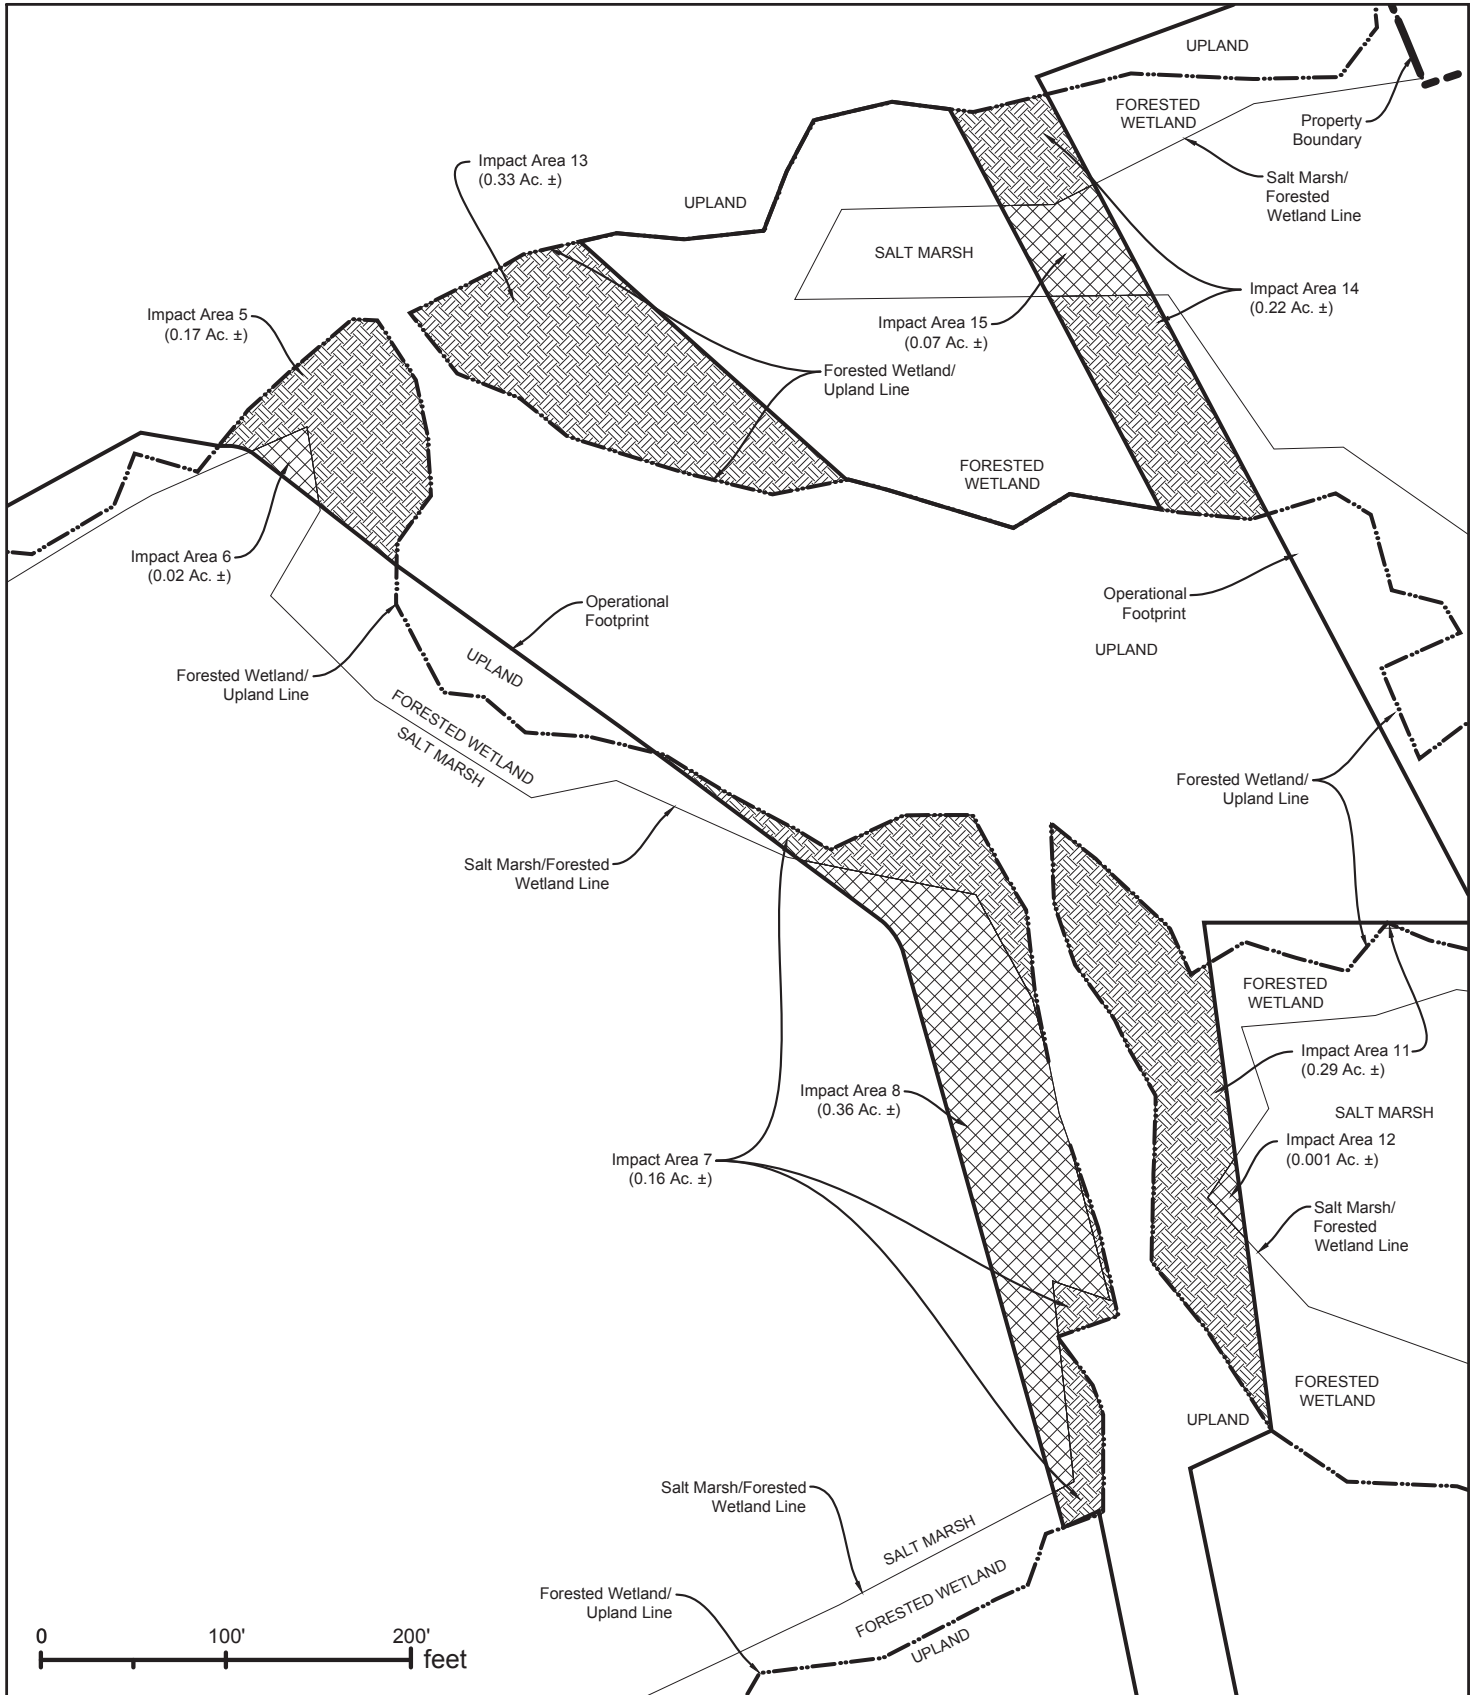 UPLAND
FORESTED
WETLAND
Property
Boundary
Impact Area 13
(0.33 Ac. ±)
Salt Marsh/
Forested
Wetland Line
UPLAND
SALT MARSH
Impact Area 14
(0.22 Ac. ±)
Impact Area 5
(0.17 Ac. ±)
Impact Area 15
(0.07 Ac. ±)
Forested Wetland/
Upland Line
FORESTED
WETLAND
Impact Area 6
(0.02 Ac. ±)
Operational
Footprint
Operational
Footprint
UPLAND
UPLAND
Forested Wetland/
Upland Line
FORESTED WETLAND
SALT MARSH
Forested Wetland/
Upland Line
Salt Marsh/Forested
Wetland Line
FORESTED
WETLAND
Impact Area 11
(0.29 Ac. ±)
Impact Area 8
(0.36 Ac. ±)
SALT MARSH
Impact Area 12
(0.001 Ac. ±)
Impact Area 7
(0.16 Ac. ±)
Salt Marsh/
Forested
Wetland Line
FORESTED
WETLAND
UPLAND
Salt Marsh/Forested
Wetland Line
SALT MARSH
FORESTED WETLAND
UPLAND
Forested Wetland/
Upland Line
0 100' 200'
feet